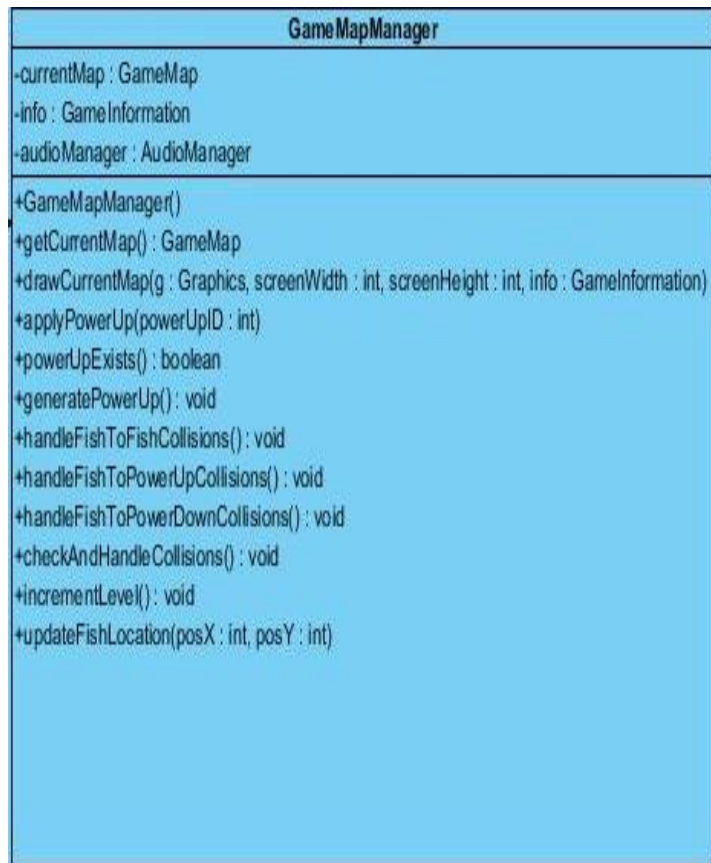 GameMapManager
-currentMap : GameMap
-info : GameInformation
-audioManager : AudioManager
+GameMapManager()
+getCurrentMap() : GameMap
+drawCurrentMap(g : Graphics, screenWidth : int, screenHeight : int, info : GameInformation)
+applyPowerUp(powerUpID : int)
+powerUpExists() : boolean
+generatePowerUp() : void
+handleFishToFishCollisions() : void
+handleFishToPowerUpCollisions() : void
+handleFishToPowerDownCollisions() : void
+checkAndHandleCollisions() : void
+incrementLevel() : void
+updateFishLocation(posX : int, posY : int)